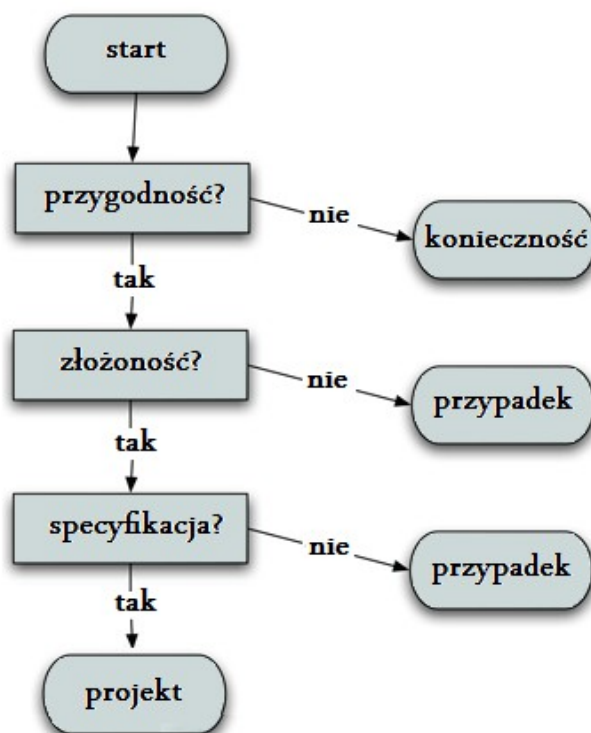 start
przygodność?
nie
konieczność
tak
złożoność?
nie
przypadek
tak
specyfikacja?
nie
przypadek
tak
projekt